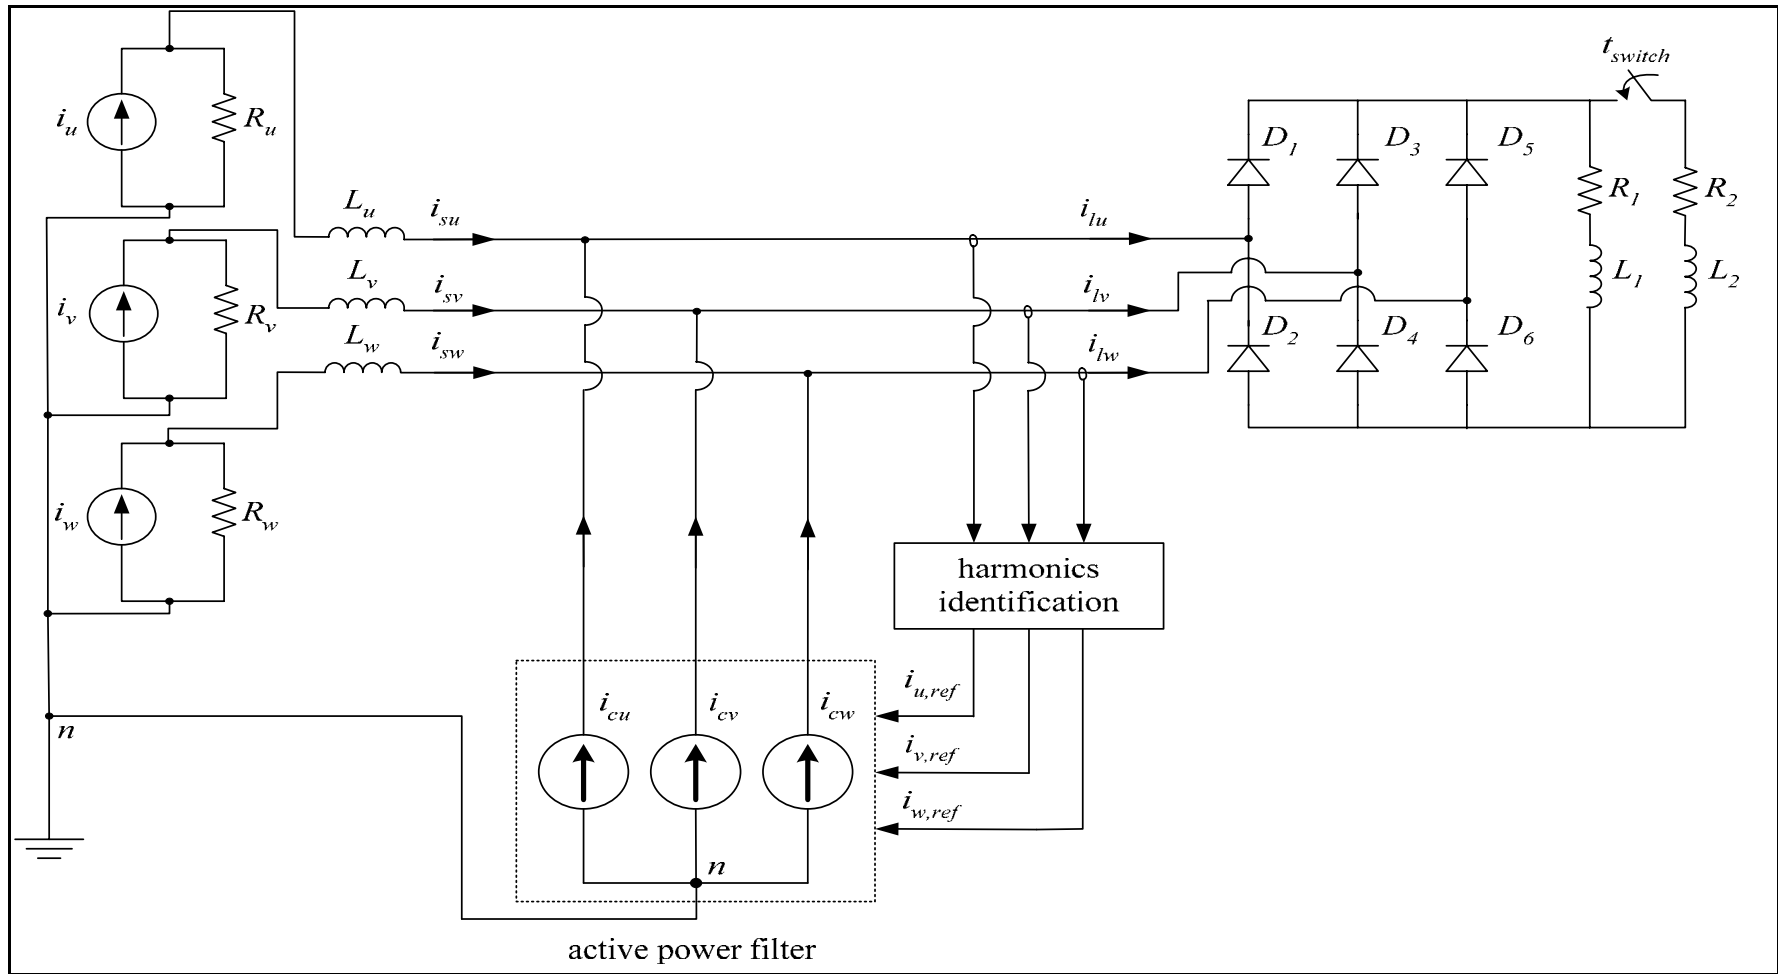 t_switch
i_u
R_u
D_1
D_3
D_5
R_1
R_2
L_u
i_su
i_lu
L_v
i_sv
i_lv
L_1
L_2
i_v
R_v
L_w
i_sw
i_lw
D_2
D_4
D_6
i_w
R_w
harmonics
identification
i_u,ref
i_cu
i_cv
i_cw
n
i_v,ref
i_w,ref
n
active power filter